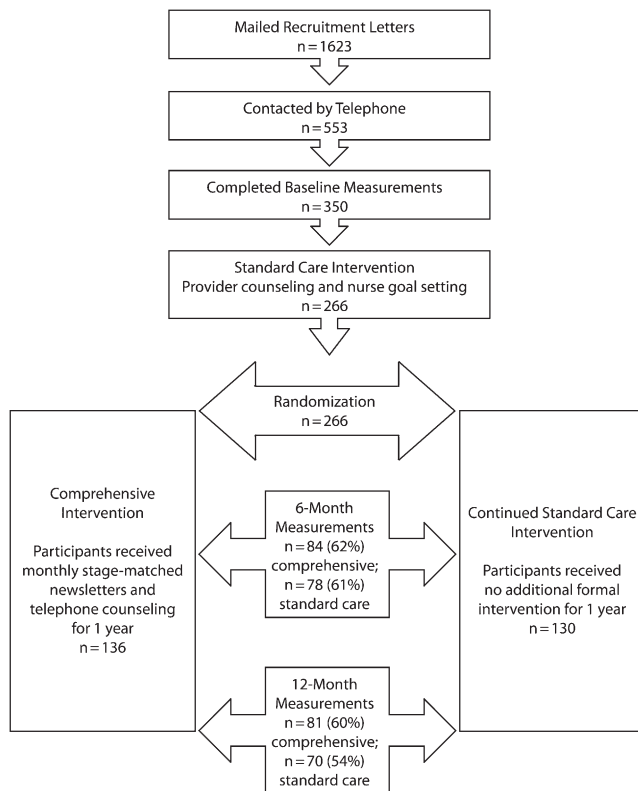 Mailed Recruitment Letters
n=1623
Contacted by Telephone
n=553
Completed Baseline Measurements
n=350
Standard Care Intervention
Provider counseling and nurse goal setting
n=266
Randomization
n=266
Comprehensive
Intervention
Participants received
monthly stage-matched
newsletters and
telephone counseling
for 1 year
n=136
6-Month
Measurements
n=84 (62%)
comprehensive;
n=78 (61%)
standard care
Continued Standard Care
Intervention
Participants received
no additional formal
intervention for 1 year
n=130
12-Month
Measurements
n=81 (60%)
comprehensive;
n=70 (54%)
standard care